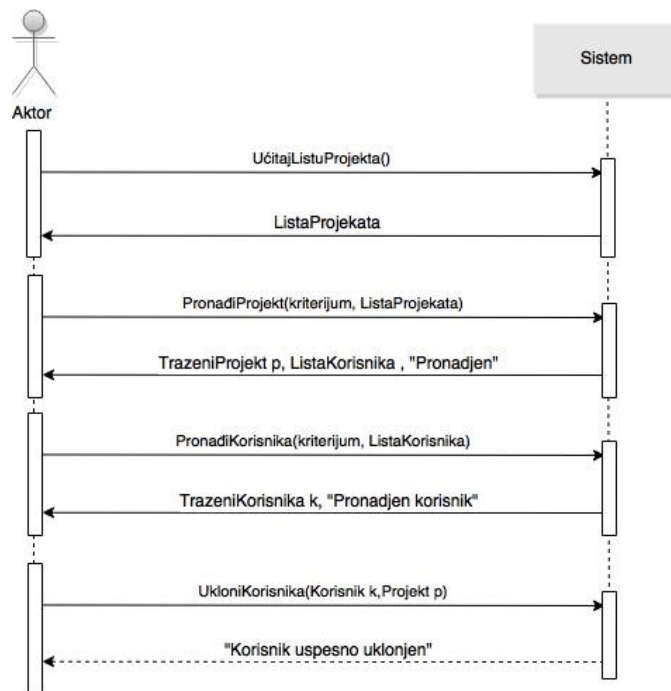 Sistem
Aktor
UčitajListuProjekta()
ListaProjekata
PronađiProjekt(kriterijum, ListaProjekata)
TrazeniProjekt p, ListaKorisnika , "Pronadjen"
PronađiKorisnika(kriterijum, ListaKorisnika)
TrazeniKorisnika k, "Pronadjen korisnik"
UkloniKorisnika(Korisnik k,Projekt p)
"Korisnik uspesno uklonjen"